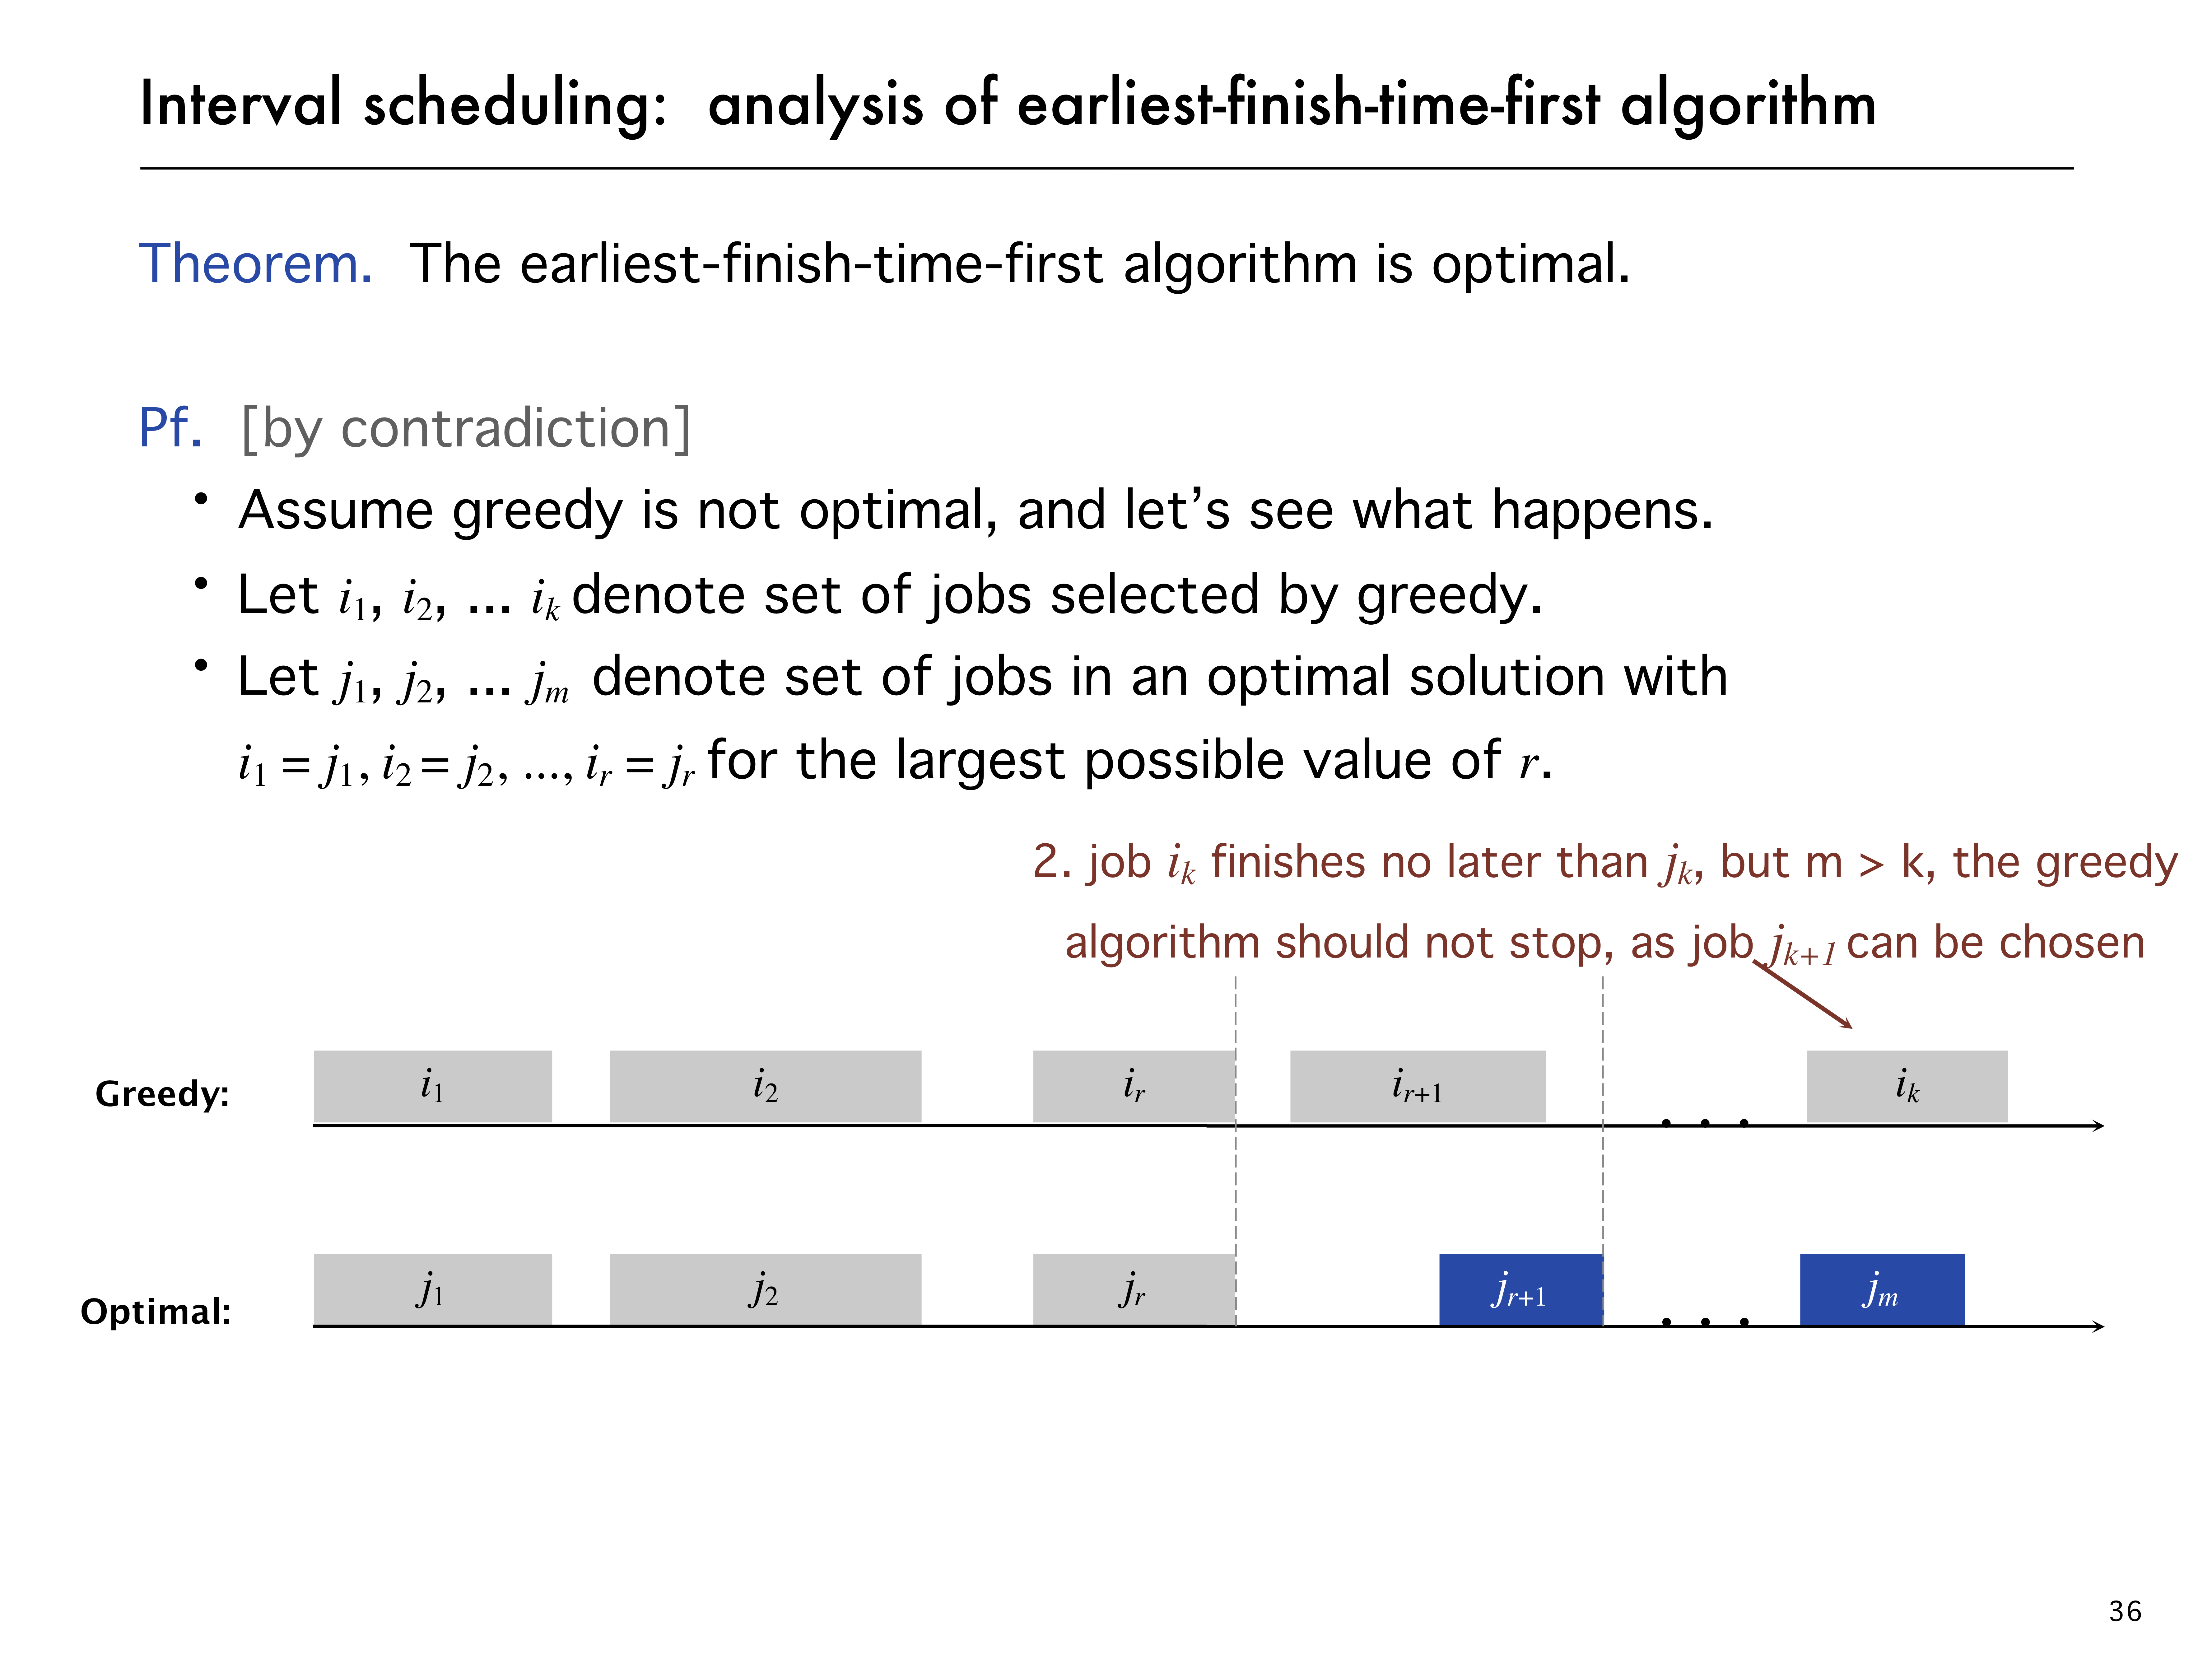 Interval scheduling: analysis of earliest-finish-time-first algorithm
Theorem. The earliest-finish-time-first algorithm is optimal.
Pf. [by contradiction]
• Assume greedy is not optimal, and let’s see what happens.
• Let i1, i2, ... ik denote set of jobs selected by greedy.
• Let j1, j2, ... jm denote set of jobs in an optimal solution with
i1 = j1, i2 = j2, ..., ir = jr for the largest possible value of r.
2. job ik finishes no later than jk, but m > k, the greedy
algorithm should not stop, as job jk+1 can be chosen
Greedy: i1 i2 ir ir+1 . . . ik
Optimal: j1 j2 jr jr+1 . . . jm
36